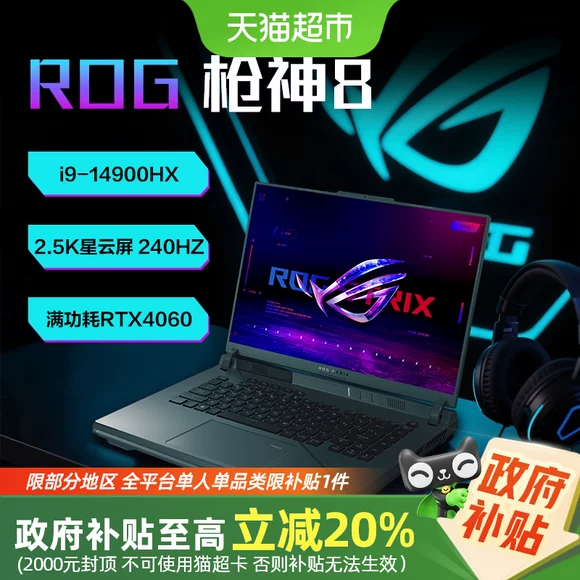 天猫超市
ROG 枪神8
i9-14900HX
2.5K星云屏 240HZ
满功耗RTX4060
ROG STRIX
ROG
ROG STRIX
限部分地区 全平台单人单品类限补贴1件
政府补贴
政府补贴至高 立减20%
(2000元封顶 不可使用猫超卡 否则补贴无法生效)